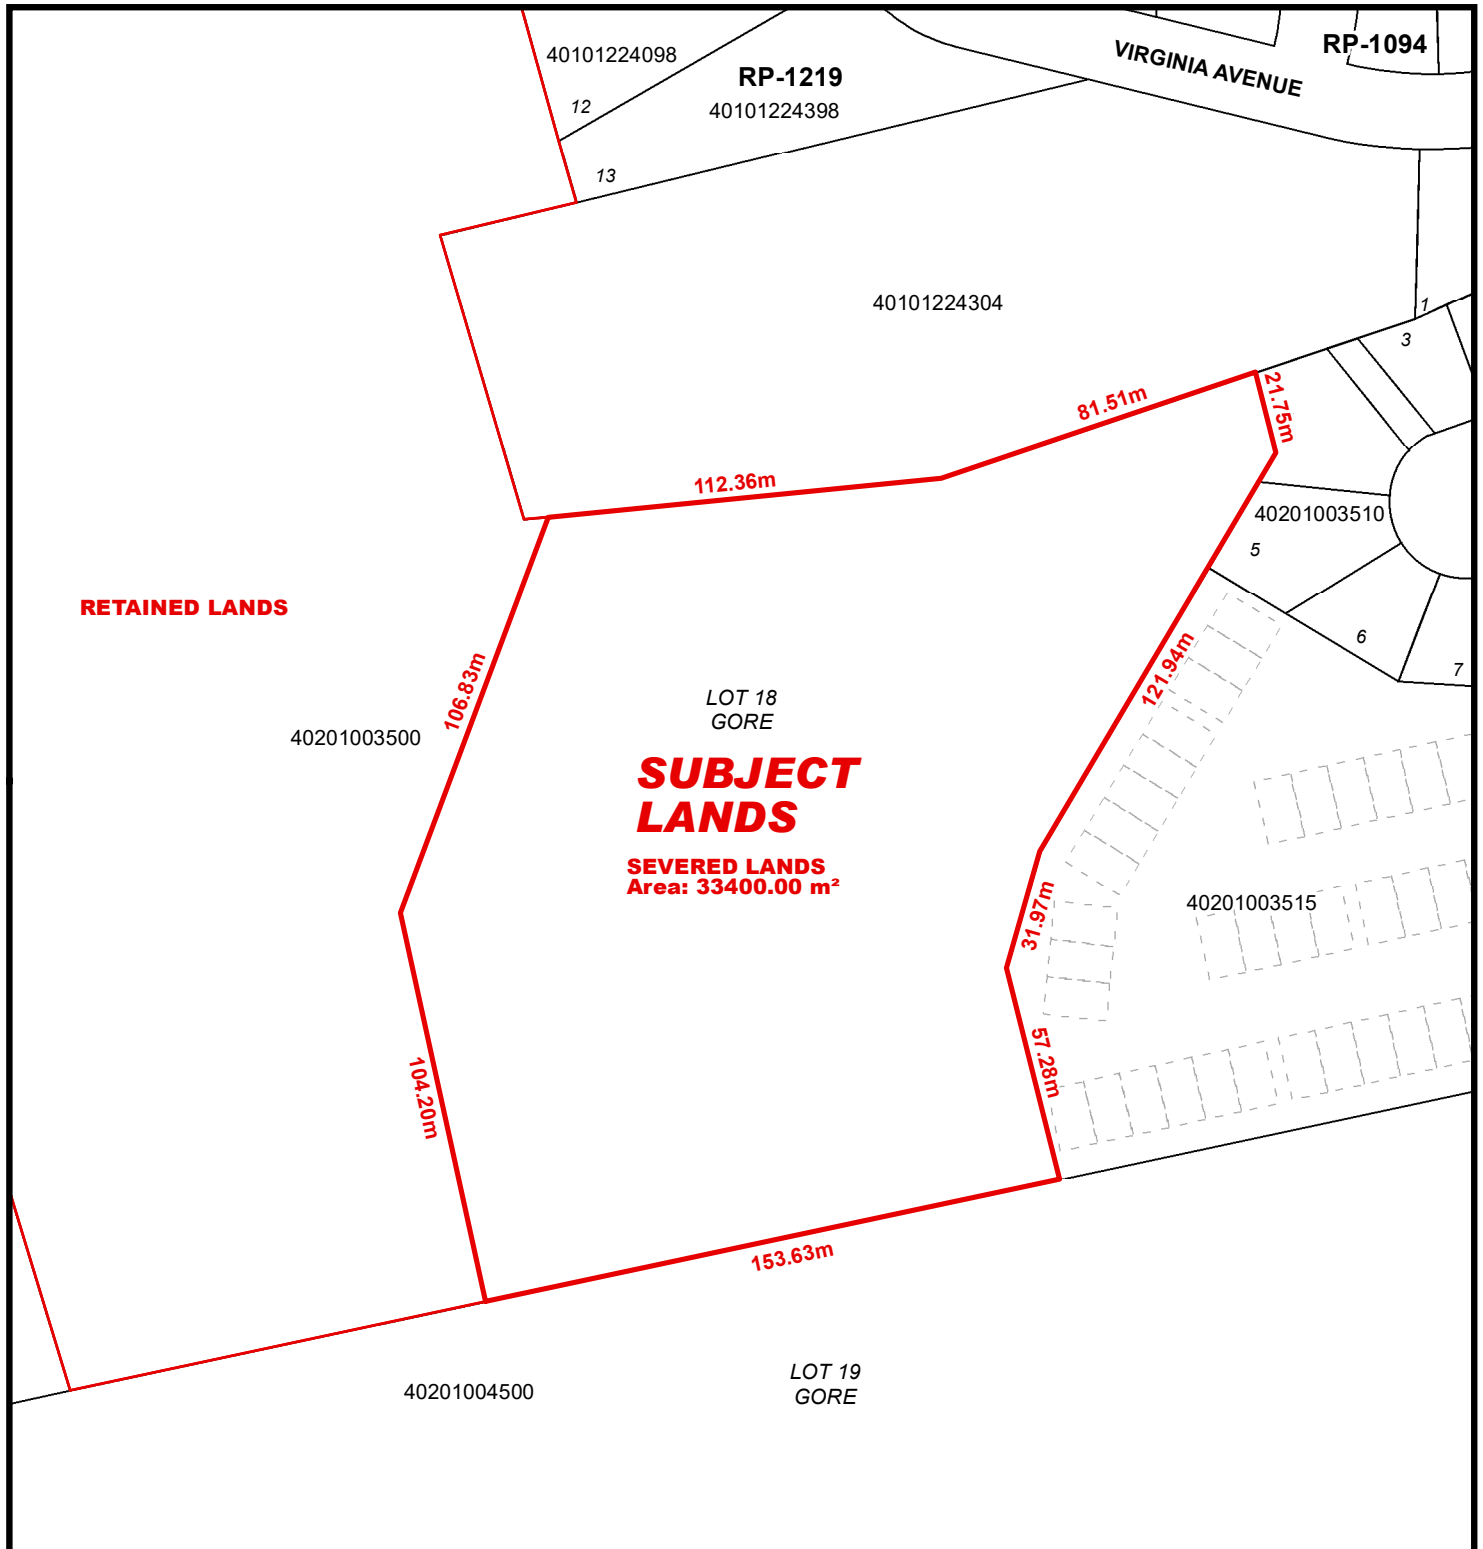 40101224098
RP-1219
VIRGINIA AVENUE
RP-1094
12
40101224398
13
40101224304
1
3
21.75m
81.51m
112.36m
40201003510
5
RETAINED LANDS
6
7
106.83m
121.94m
LOT 18
GORE
40201003500
SUBJECT
LANDS
SEVERED LANDS
Area: 33400.00 m²
31.97m
40201003515
57.28m
104.20m
153.63m
LOT 19
GORE
40201004500